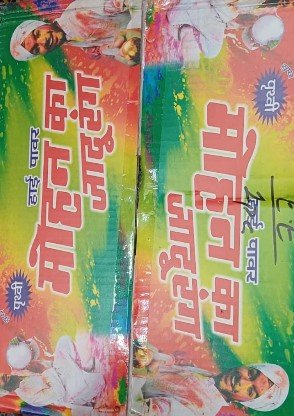 पृथ्वी
हाई पावर
मोहन का
जादुई रंग
पृथ्वी
हाई पावर
मोहन का
जादुई रंग